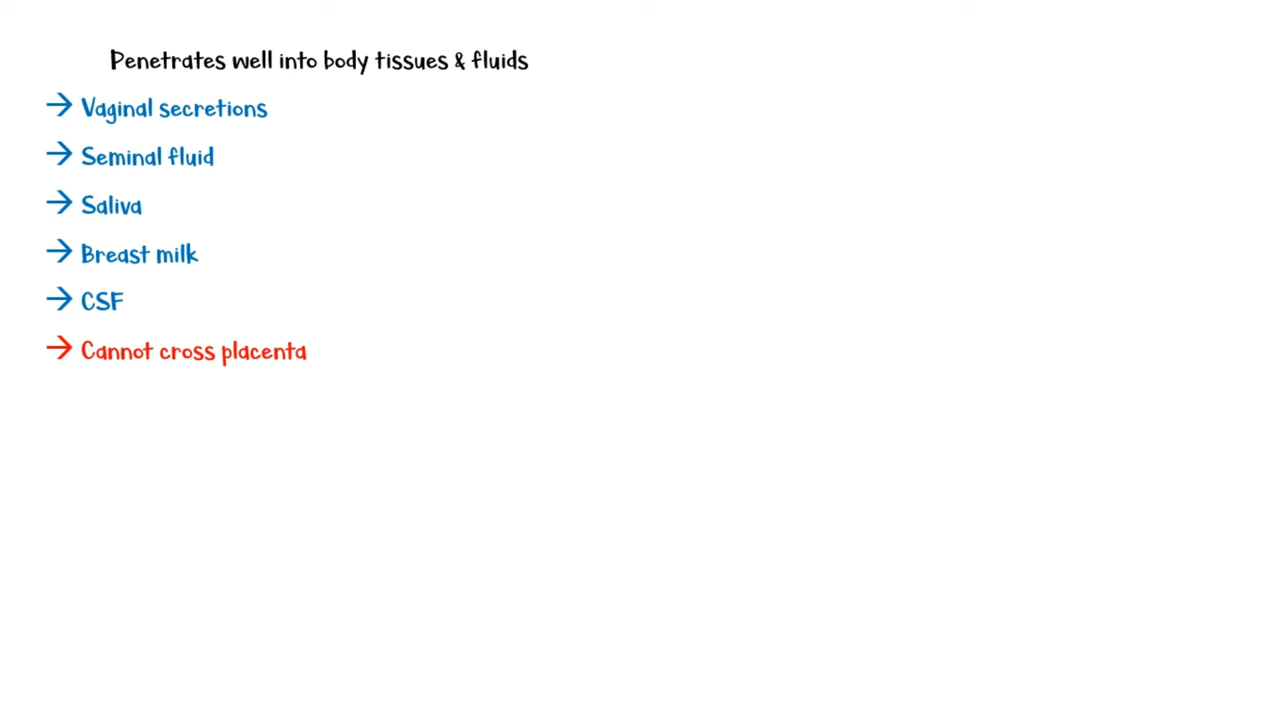 Penetrates well into body tissues & fluids
→ Vaginal secretions
→ Seminal fluid
→ Saliva
→ Breast milk
→ CSF
→ Cannot cross placenta